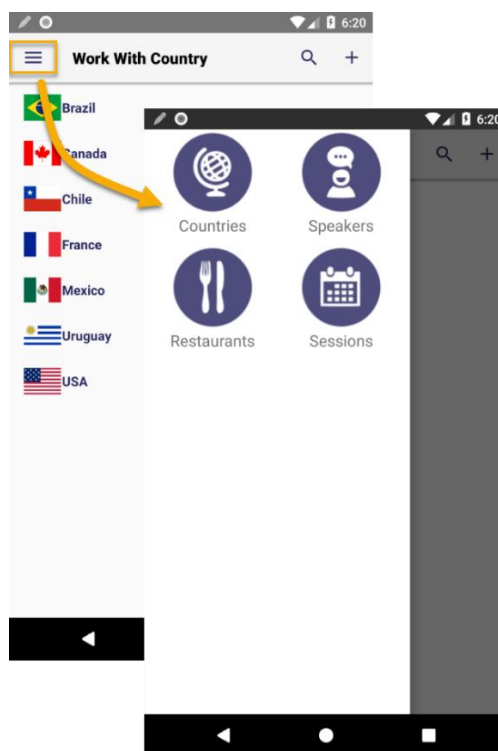 6:20
Work With Country
Brazil
Canada
Chile
France
Mexico
Uruguay
USA
6:20
Countries Speakers
Restaurants Sessions